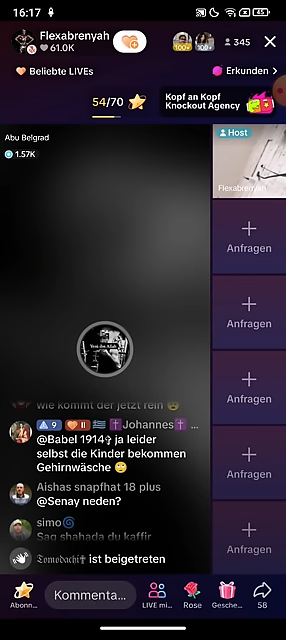 16:17
45
Flexabrenyah
61.0K
100+
100+
345
Beliebte LIVEs
Erkunden >
54/70
Kopf an Kopf
Knockout Agency
Abu Belgrad
1.57K
Host
Flexabrenyah
+
Anfragen
+
Anfragen
+
Anfragen
+
Anfragen
+
Anfragen
wie kommt der jetzt rein 😮
9 ✝️Johannes✝️ ...
@Babel 1914✞ ja leider
selbst die Kinder bekommen
Gehirnwäsche 🙄
Aishas snapfhat 18 plus
@Senay neden?
simo🌀
Sag shahada du kaffir
𝔗𝔬𝔪𝔬𝔡𝔞𝔠𝔥𝔦✝ ist beigetreten
Abonn...
Kommenta...
LIVE mi...
Rose
Gesche...
58